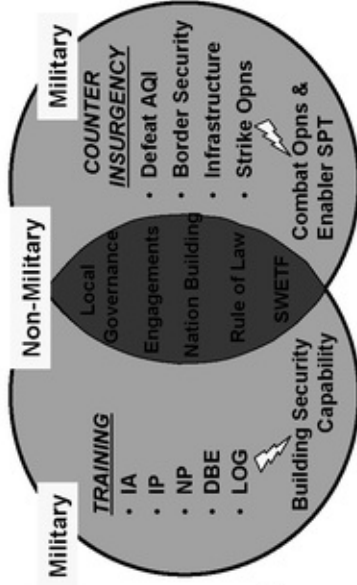 Military
Non-Military
Military
TRAINING
• IA
• IP
• NP
• DBE
• LOG
Building Security
Capability
Local
Governance
Engagements
Nation Building
Rule of Law
SWETF
COUNTER
INSURGENCY
• Defeat AQI
• Border Security
• Infrastructure
• Strike Opns
Combat Opns &
Enabler SPT